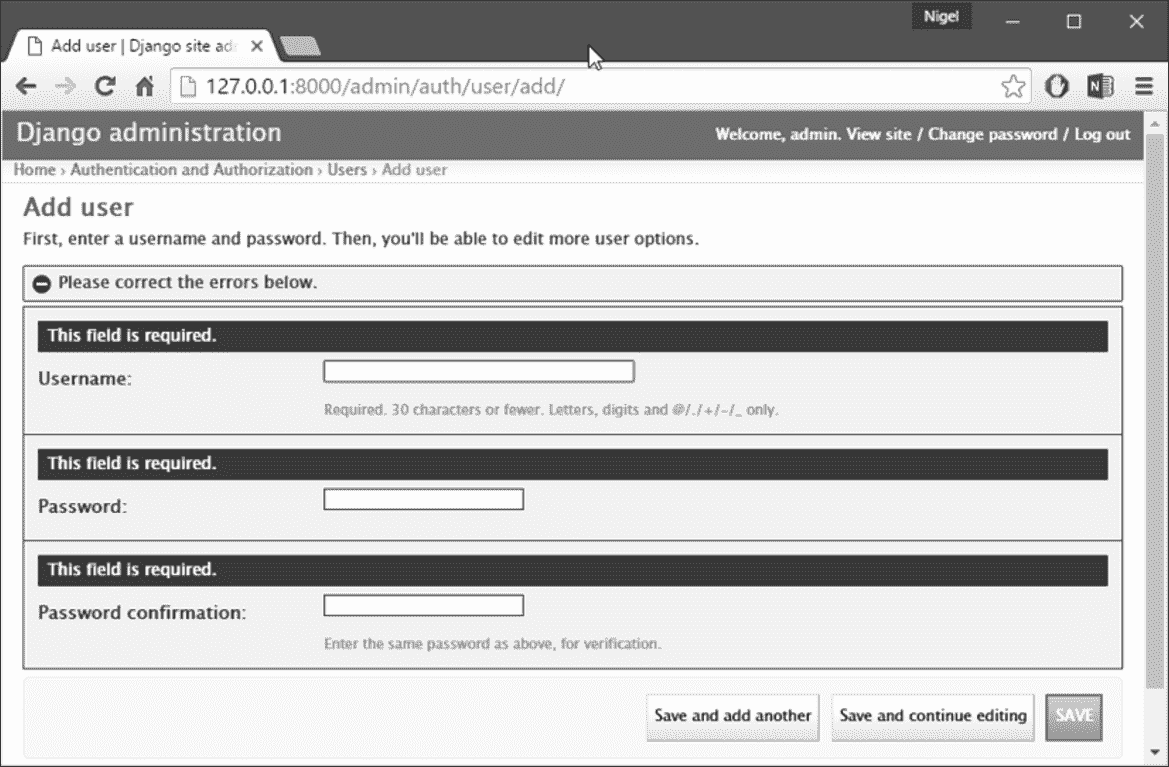 Nigel
Add user | Django site ad
127.0.0.1:8000/admin/auth/user/add/
Django administration
Welcome, admin. View site / Change password / Log out
Home › Authentication and Authorization › Users › Add user
Add user
First, enter a username and password. Then, you'll be able to edit more user options.
Please correct the errors below.
This field is required.
Username:
Required. 30 characters or fewer. Letters, digits and @/./+/-/_ only.
This field is required.
Password:
This field is required.
Password confirmation:
Enter the same password as above, for verification.
Save and add another
Save and continue editing
SAVE